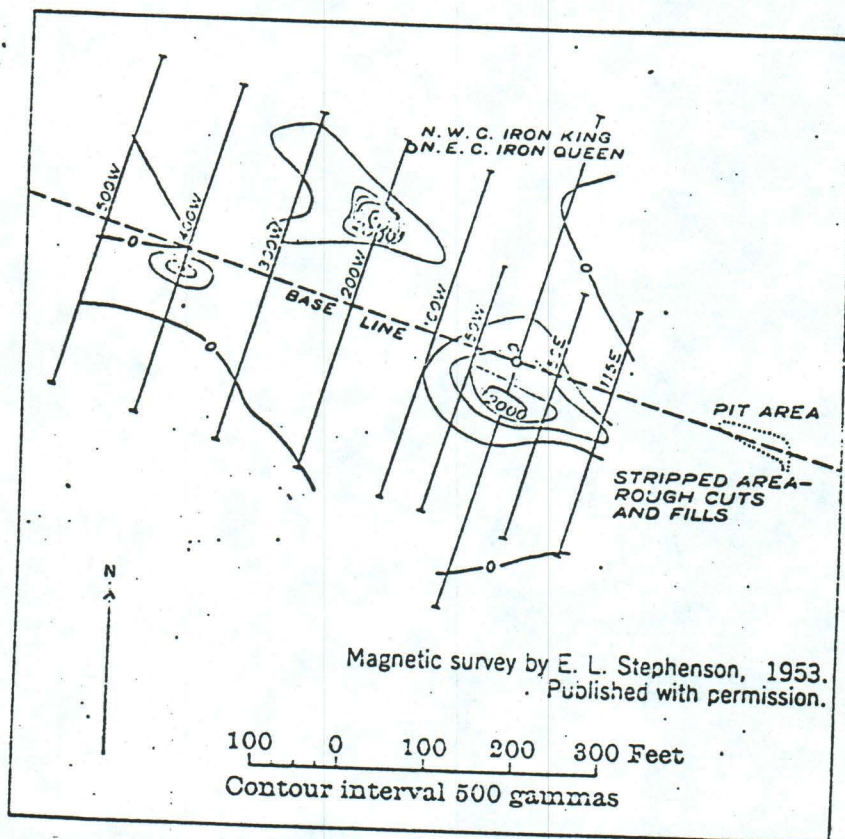 N.W.C. IRON KING
N.E.C. IRON QUEEN
500W
400W
300W
200W
100W
50W
0
0
0
0
BASE LINE
2000
115E
PIT AREA
STRIPPED AREA—
ROUGH CUTS
AND FILLS
N
Magnetic survey by E. L. Stephenson, 1953.
Published with permission.
100 0 100 200 300 Feet
Contour interval 500 gammas